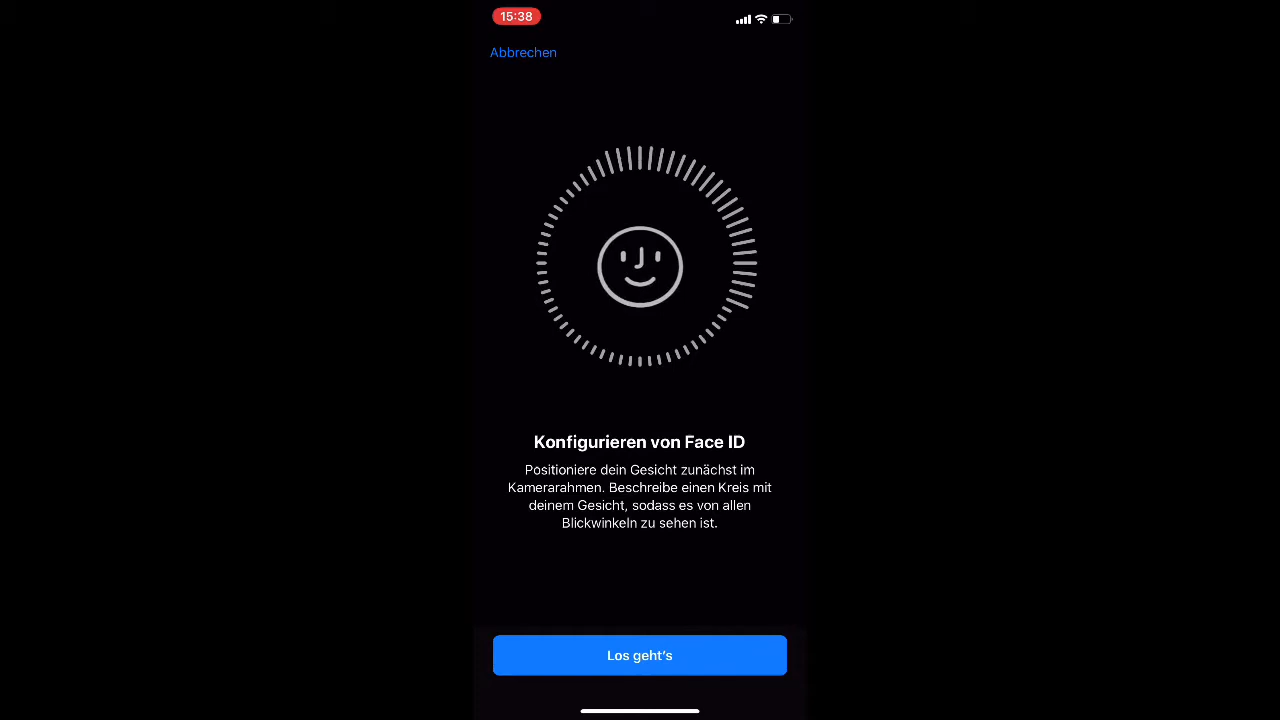 15:38
Abbrechen
Konfigurieren von Face ID
Positioniere dein Gesicht zunächst im
Kamerarahmen. Beschreibe einen Kreis mit
deinem Gesicht, sodass es von allen
Blickwinkeln zu sehen ist.
Los geht’s